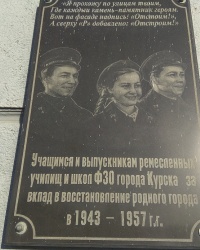 «Я прохожу по улицам твоим,
Где каждый камень-памятник героям.
Вот на фасаде надпись: "Отстоим!",
А сверху «Р» добавлено: «Отстроим!»
Учащимся и выпускникам ремесленных
училищ и школ ФЗО города Курска за
вклад в восстановление родного города
в 1943 – 1957 г.г.